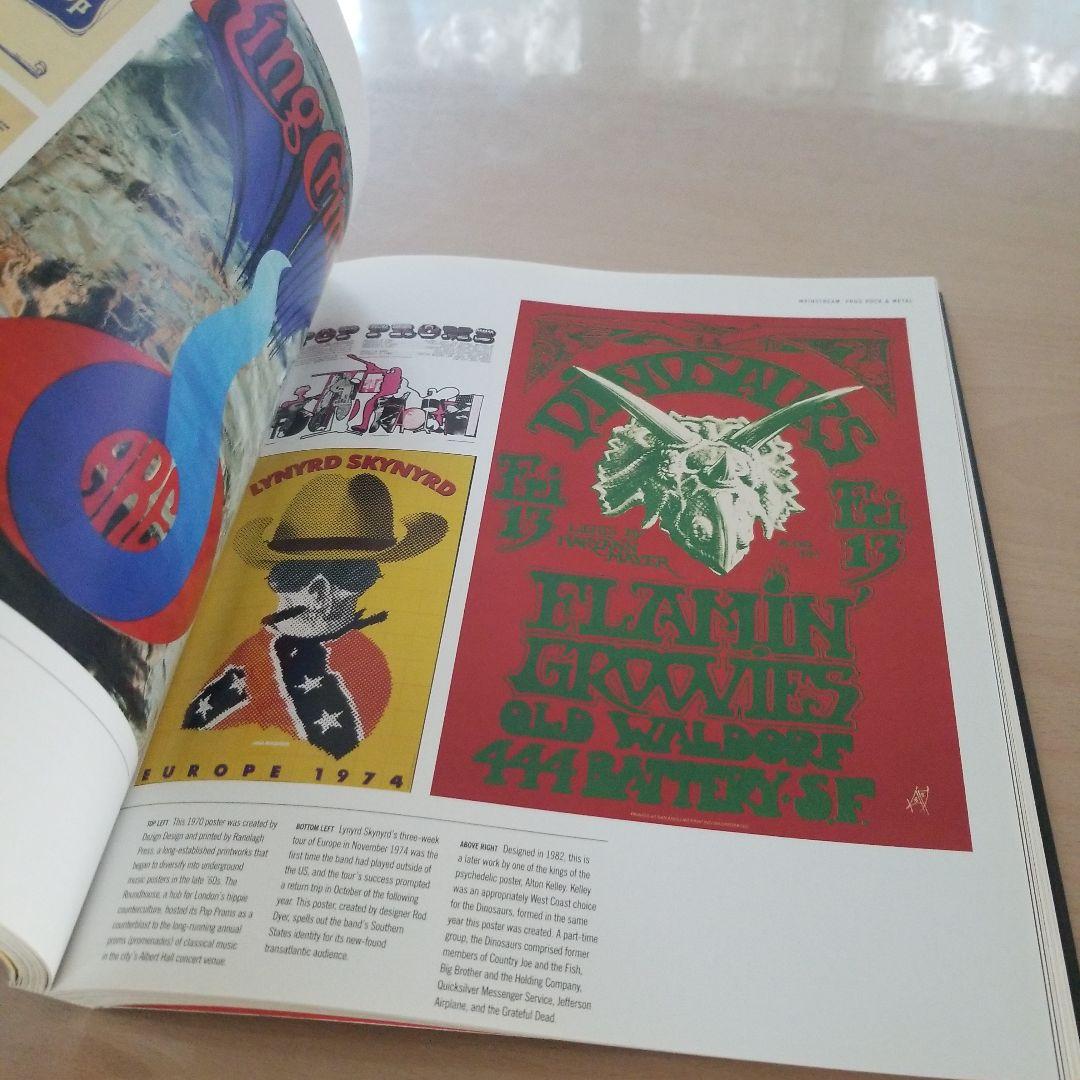 King Cri
ARS
MAINSTREAM: PROG ROCK & METAL
POP PROMS
LYNYRD SKYNYRD
EUROPE 1974
DINOSAURS
Fri
13
Fri
13
LIGHTS BY
MAYER
FLAMIN'
GROOVIES
OLD WALDORF
444 BATTERY • S.F.
TOP LEFT This 1970 poster was created by
Dezign Design and printed by Ranelagh
Press, a long-established printworks that
began to diversify into underground
music posters in the late '60s. The
Roundhouse, a hub for London's hippie
counterculture, hosted its Pop Proms as a
counterblast to the long-running annual
proms (promenades) of classical music
in the city's Albert Hall concert venue.
BOTTOM LEFT Lynyrd Skynyrd's three-week
tour of Europe in November 1974 was the
first time the band had played outside of
the US, and the tour's success prompted
a return trip in October of the following
year. This poster, created by designer Rod
Dyer, spells out the band's Southern
States identity for its new-found
transatlantic audience.
ABOVE RIGHT Designed in 1982, this is
a later work by one of the kings of the
psychedelic poster, Alton Kelley. Kelley
was an appropriately West Coast choice
for the Dinosaurs, formed in the same
year this poster was created. A part-time
group, the Dinosaurs comprised former
members of Country Joe and the Fish,
Big Brother and the Holding Company,
Quicksilver Messenger Service, Jefferson
Airplane, and the Grateful Dead.